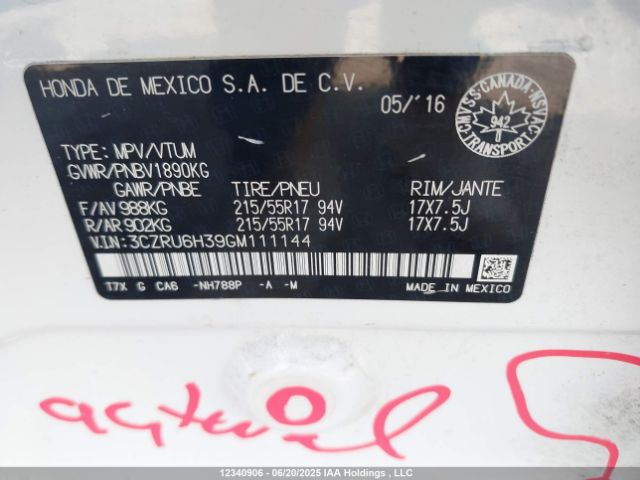 HONDA DE MEXICO S.A. DE C.V.
05/'16
CMVSS · CANADA · NSVAC
942
TRANSPORT
TYPE: MPV/VTUM
GVWR/PNBV1890KG
GAWR/PNBE TIRE/PNEU RIM/JANTE
F/AV 988KG 215/55R17 94V 17X7.5J
R/AR 902KG 215/55R17 94V 17X7.5J
V.I.N: 3CZRU6H39GM111144
T7X G CA6 -NH788P -A -M MADE IN MEXICO
12340906 - 06/20/2025 IAA Holdings , LLC